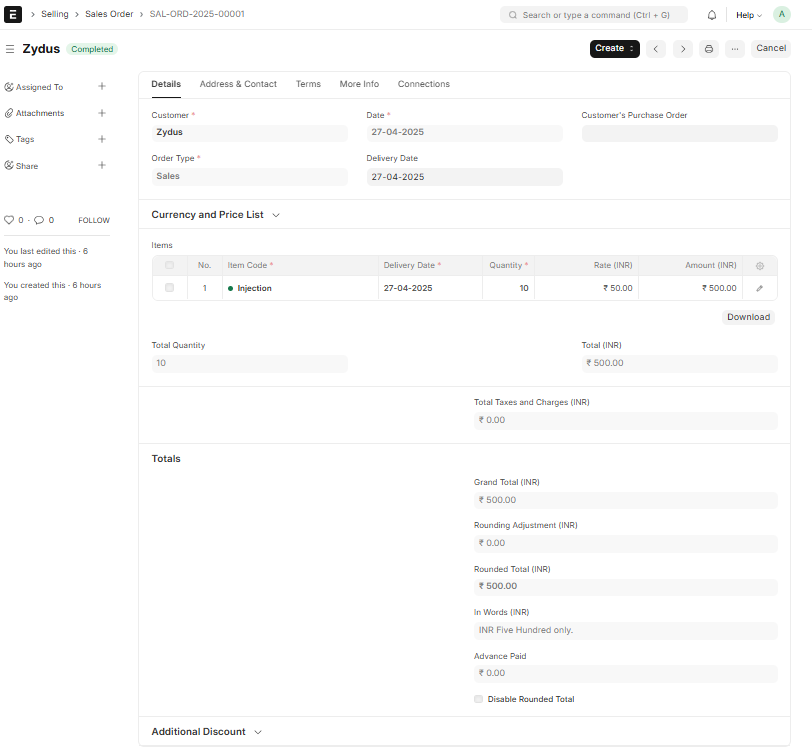 E > Selling > Sales Order > SAL-ORD-2025-00001 Search or type a command (Ctrl + G) Help A
Zydus Completed Create ... Cancel
Assigned To +
Attachments +
Tags +
Share +
0 · 0 FOLLOW
You last edited this · 6
hours ago
You created this · 6 hours
ago
Details Address & Contact Terms More Info Connections
Customer * Date * Customer's Purchase Order
Zydus 27-04-2025
Order Type * Delivery Date
Sales 27-04-2025
Currency and Price List
Items
No. Item Code * Delivery Date * Quantity * Rate (INR) Amount (INR)
1 Injection 27-04-2025 10 ₹ 50.00 ₹ 500.00
Download
Total Quantity Total (INR)
10 ₹ 500.00
Total Taxes and Charges (INR)
₹ 0.00
Totals
Grand Total (INR)
₹ 500.00
Rounding Adjustment (INR)
₹ 0.00
Rounded Total (INR)
₹ 500.00
In Words (INR)
INR Five Hundred only.
Advance Paid
₹ 0.00
Disable Rounded Total
Additional Discount